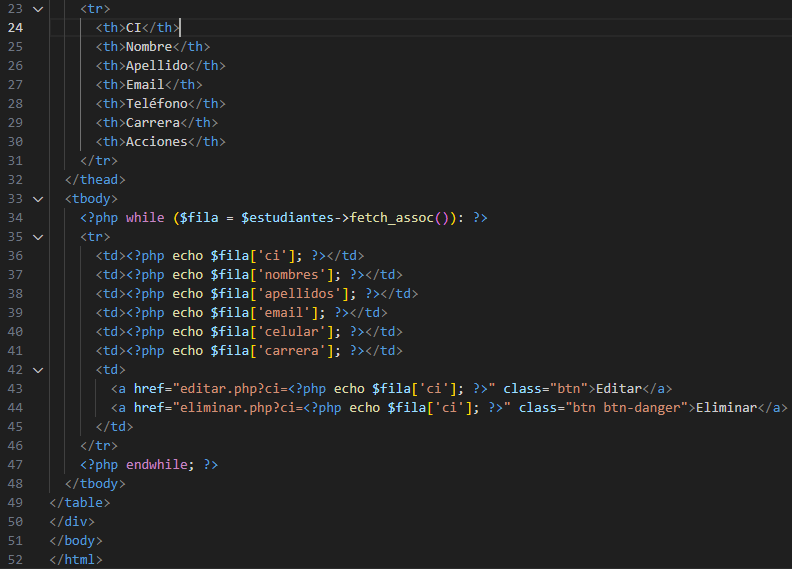 23 <tr>
24 <th>CI</th>
25 <th>Nombre</th>
26 <th>Apellido</th>
27 <th>Email</th>
28 <th>Teléfono</th>
29 <th>Carrera</th>
30 <th>Acciones</th>
31 </tr>
32 </thead>
33 <tbody>
34 <?php while ($fila = $estudiantes->fetch_assoc()): ?>
35 <tr>
36 <td><?php echo $fila['ci']; ?></td>
37 <td><?php echo $fila['nombres']; ?></td>
38 <td><?php echo $fila['apellidos']; ?></td>
39 <td><?php echo $fila['email']; ?></td>
40 <td><?php echo $fila['celular']; ?></td>
41 <td><?php echo $fila['carrera']; ?></td>
42 <td>
43 <a href="editar.php?ci=<?php echo $fila['ci']; ?>" class="btn">Editar</a>
44 <a href="eliminar.php?ci=<?php echo $fila['ci']; ?>" class="btn btn-danger">Eliminar</a>
45 </td>
46 </tr>
47 <?php endwhile; ?>
48 </tbody>
49 </table>
50 </div>
51 </body>
52 </html>